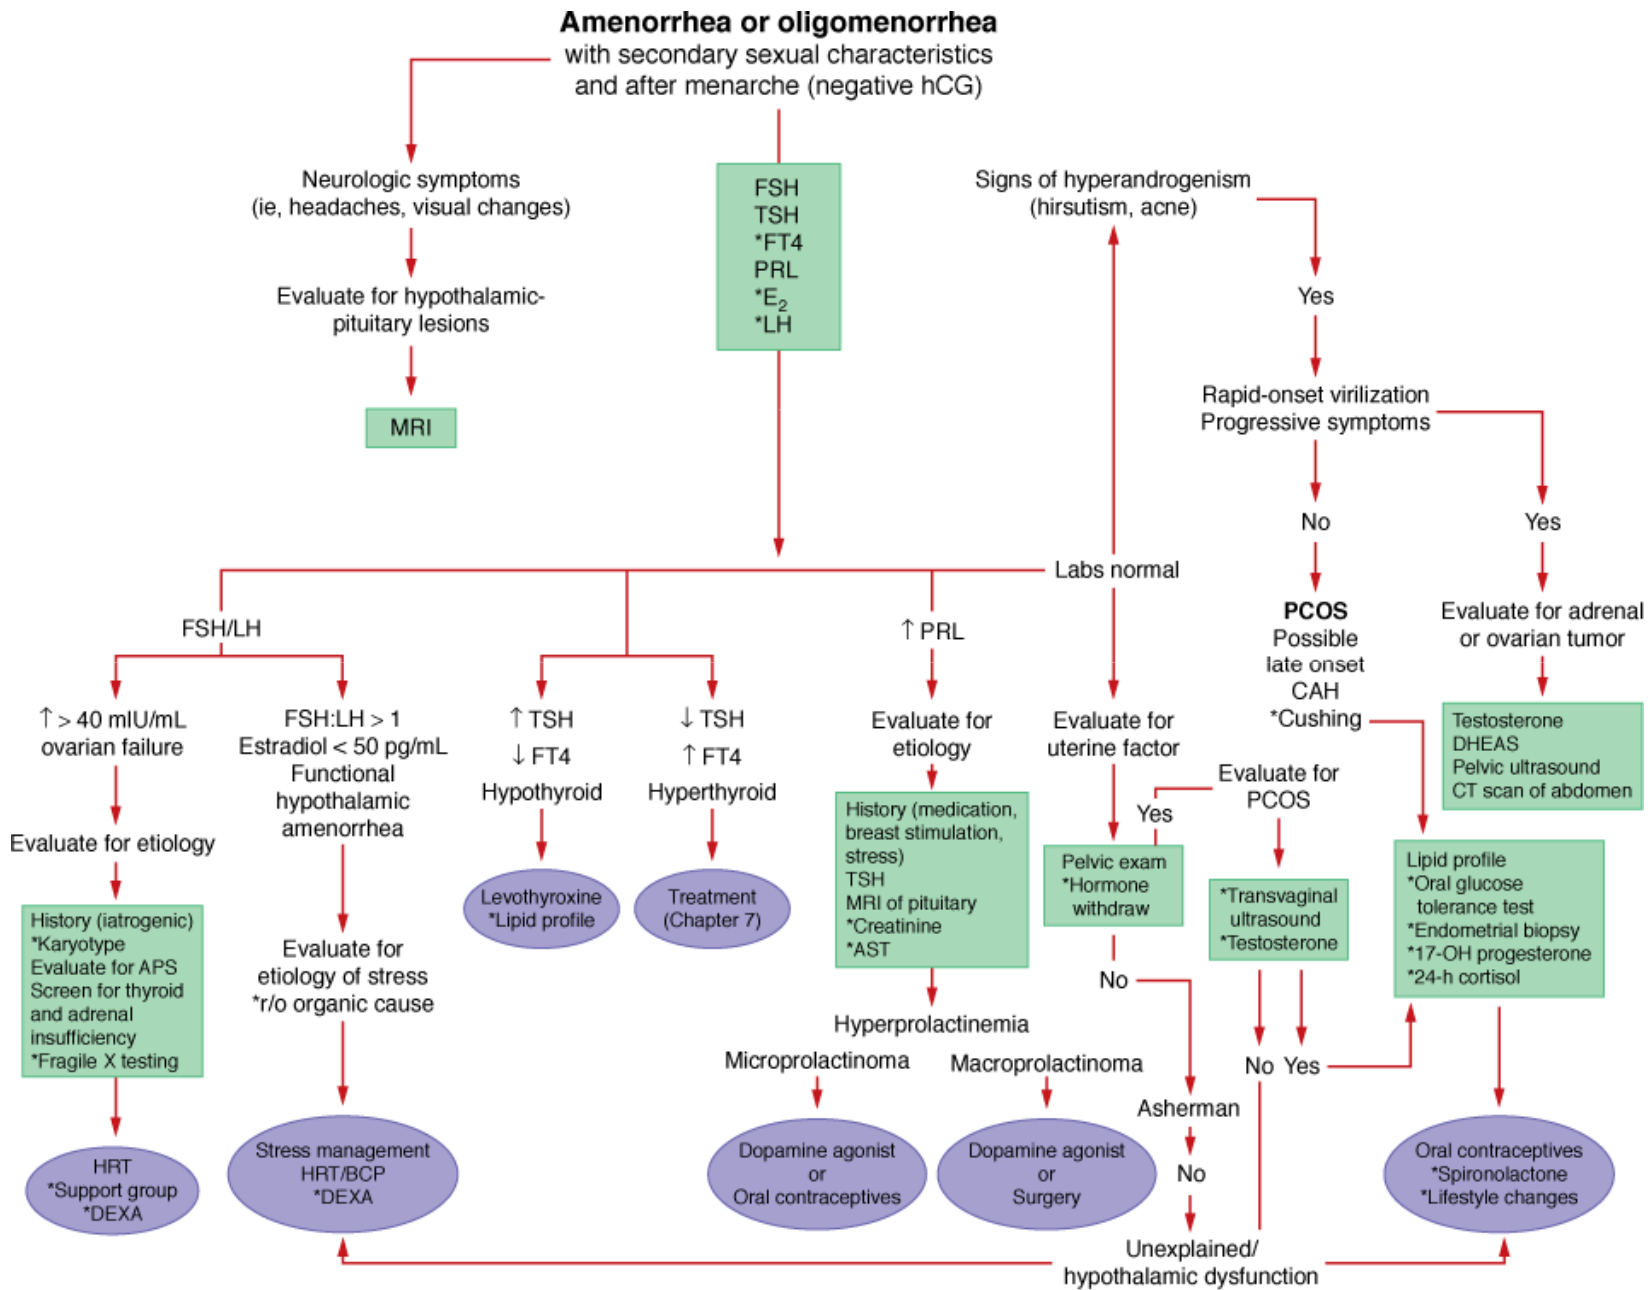 Amenorrhea or oligomenorrhea
with secondary sexual characteristics
and after menarche (negative hCG)
Neurologic symptoms
(ie, headaches, visual changes)
Evaluate for hypothalamic-
pituitary lesions
MRI
FSH
TSH
*FT4
PRL
*E2
*LH
Signs of hyperandrogenism
(hirsutism, acne)
Yes
Rapid-onset virilization
Progressive symptoms
No
Yes
PCOS
Possible
late onset
CAH
*Cushing
Evaluate for adrenal
or ovarian tumor
Testosterone
DHEAS
Pelvic ultrasound
CT scan of abdomen
Labs normal
FSH/LH
↑ > 40 mIU/mL
ovarian failure
Evaluate for etiology
History (iatrogenic)
*Karyotype
Evaluate for APS
Screen for thyroid
and adrenal
insufficiency
*Fragile X testing
HRT
*Support group
*DEXA
FSH:LH > 1
Estradiol < 50 pg/mL
Functional
hypothalamic
amenorrhea
Evaluate for
etiology of stress
*r/o organic cause
Stress management
HRT/BCP
*DEXA
↑ TSH
↓ FT4
Hypothyroid
Levothyroxine
*Lipid profile
↓ TSH
↑ FT4
Hyperthyroid
Treatment
(Chapter 7)
↑ PRL
Evaluate for
etiology
History (medication,
breast stimulation,
stress)
TSH
MRI of pituitary
*Creatinine
*AST
Hyperprolactinemia
Microprolactinoma
Dopamine agonist
or
Oral contraceptives
Macroprolactinoma
Dopamine agonist
or
Surgery
Evaluate for
uterine factor
Pelvic exam
*Hormone
withdraw
Yes
Evaluate for
PCOS
*Transvaginal
ultrasound
*Testosterone
No
Asherman
No
No Yes
Unexplained/
hypothalamic dysfunction
Lipid profile
*Oral glucose
tolerance test
*Endometrial biopsy
*17-OH progesterone
*24-h cortisol
Oral contraceptives
*Spironolactone
*Lifestyle changes